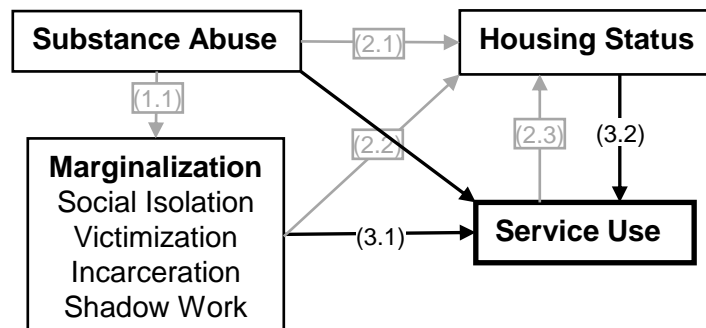 Substance Abuse
(2.1)
Housing Status
(1.1)
(2.2)
(2.3)
(3.2)
Marginalization
Social Isolation
Victimization
Incarceration
Shadow Work
(3.1)
Service Use